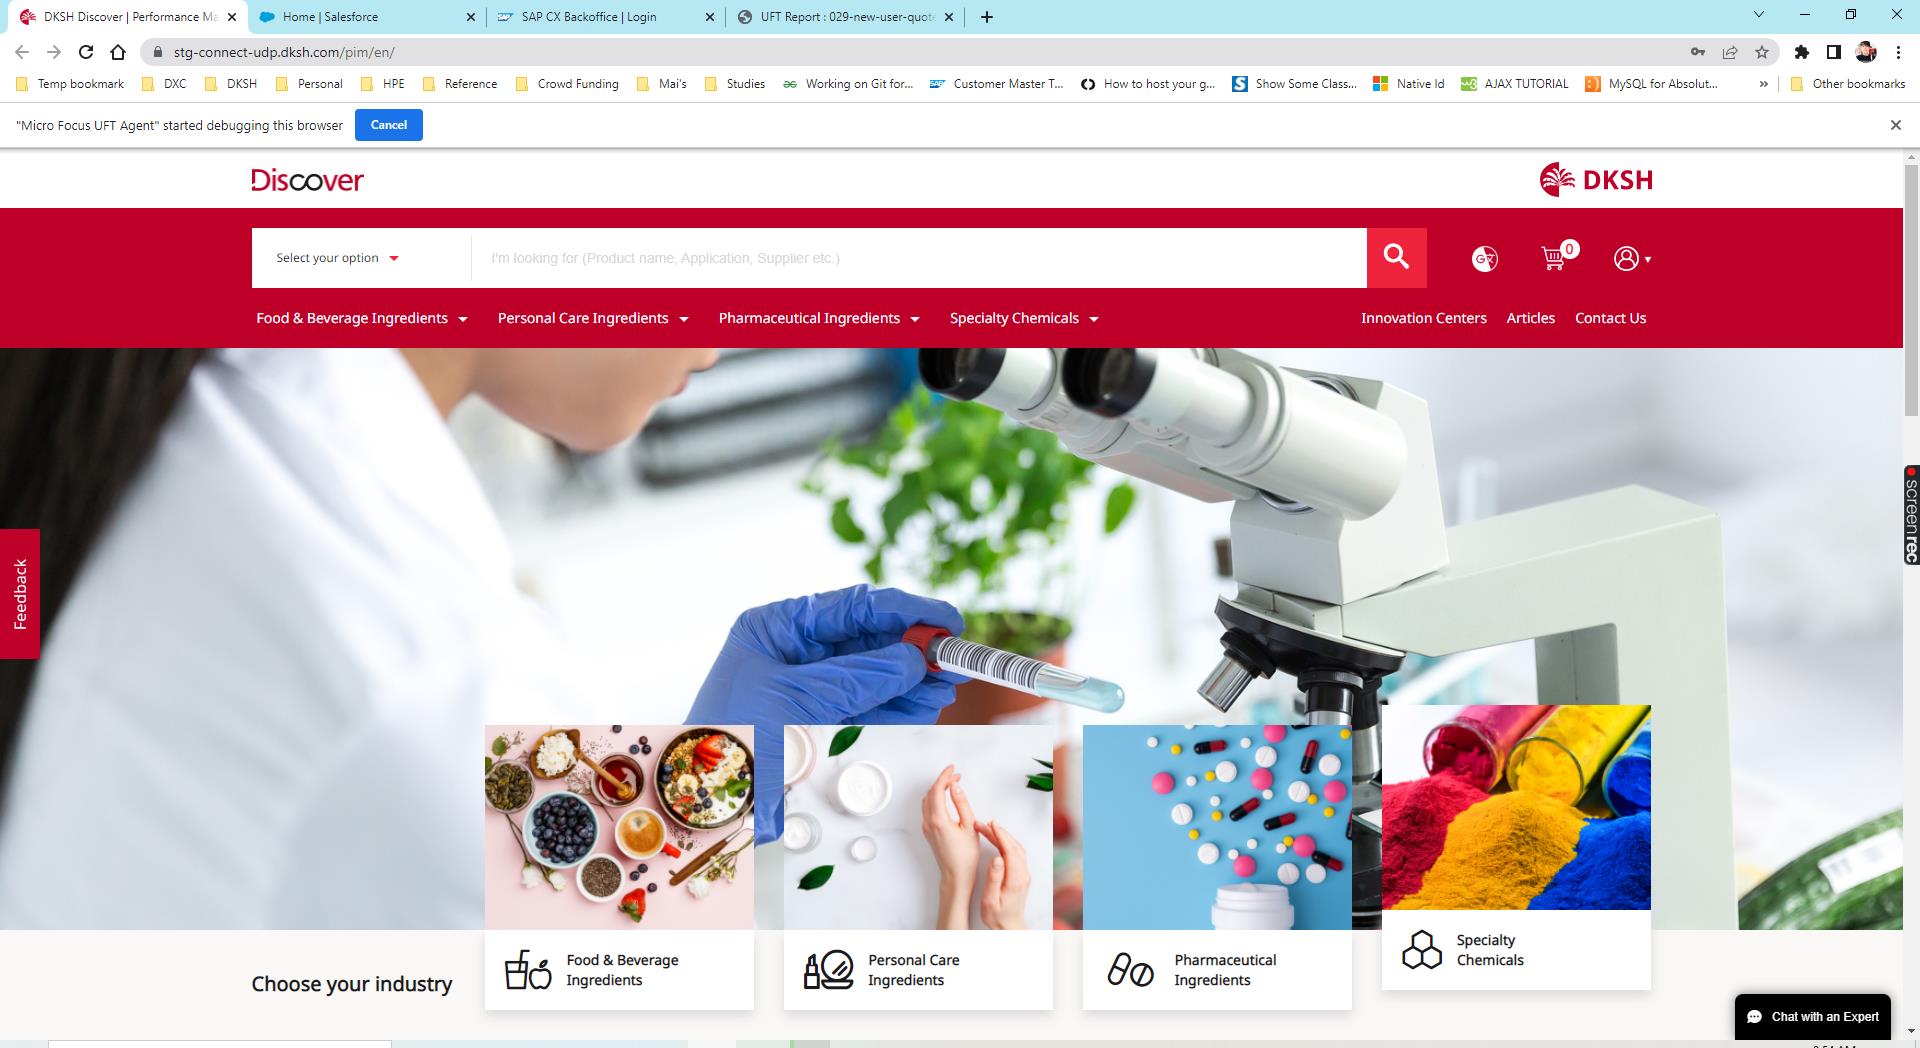 DKSH Discover | Performance Ma
Home | Salesforce
SAP CX Backoffice | Login
UFT Report : 029-new-user-quote
stg-connect-udp.dksh.com/pim/en/
Temp bookmark
DXC
DKSH
Personal
HPE
Reference
Crowd Funding
Mai's
Studies
Working on Git for...
Customer Master T...
How to host your g...
Show Some Class...
Native Id
AJAX TUTORIAL
MySQL for Absolut...
»
Other bookmarks
"Micro Focus UFT Agent" started debugging this browser
Cancel
Discover
DKSH
Select your option
I'm looking for (Product name, Application, Supplier etc.)
0
Food & Beverage Ingredients
Personal Care Ingredients
Pharmaceutical Ingredients
Specialty Chemicals
Innovation Centers
Articles
Contact Us
Feedback
screenrec
Choose your industry
Food & Beverage
Ingredients
Personal Care
Ingredients
Pharmaceutical
Ingredients
Specialty
Chemicals
Chat with an Expert